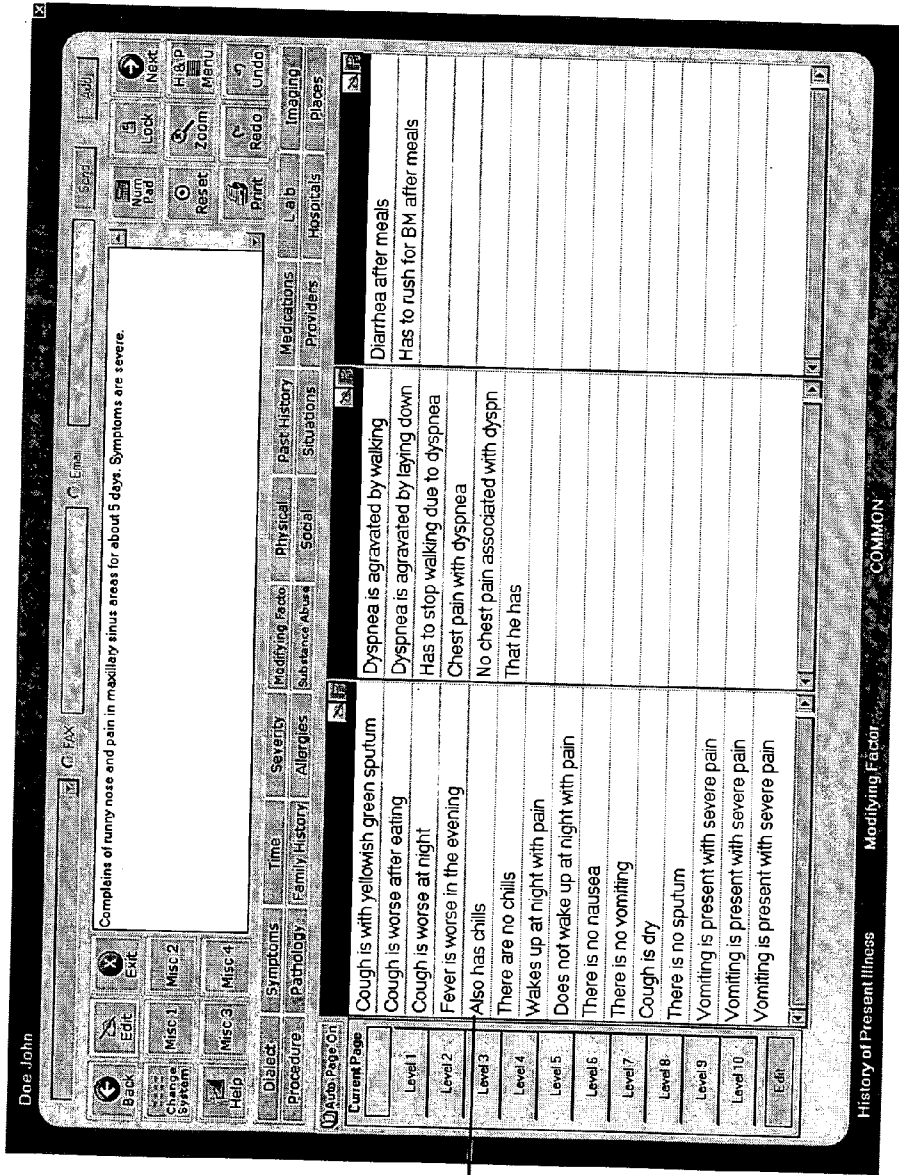 Doe John
FAX
Email
Send
Adj
Back
Edit
Exit
Change System
Misc 1
Misc 2
Help
Misc 3
Misc 4
Complains of runny nose and pain in maxillary sinus areas for about 5 days. Symptoms are severe.
Num Pad
Lock
Next
Reset
Zoom
H&P Menu
Print
Redo
Undo
Dialect
Symptoms
Time
Severity
Modifying Facto
Physical
Past History
Medications
Lab
Imaging
Procedure
Pathology
Family History
Allergies
Substance Abuse
Social
Situations
Providers
Hospitals
Places
Auto Page On
Current Page
Level 1
Level 2
Level 3
Level 4
Level 5
Level 6
Level 7
Level 8
Level 9
Level 10
Edit
Cough is with yellowish green sputum
Cough is worse after eating
Cough is worse at night
Fever is worse in the evening
Also has chills
There are no chills
Wakes up at night with pain
Does not wake up at night with pain
There is no nausea
There is no vomiting
Cough is dry
There is no sputum
Vomiting is present with severe pain
Vomiting is present with severe pain
Vomiting is present with severe pain
Dyspnea is agravated by walking
Dyspnea is agravated by laying down
Has to stop walking due to dyspnea
Chest pain with dyspnea
No chest pain associated with dyspn
That he has
Diarrhea after meals
Has to rush for BM after meals
History of Present Illness
Modifying Factor
COMMON